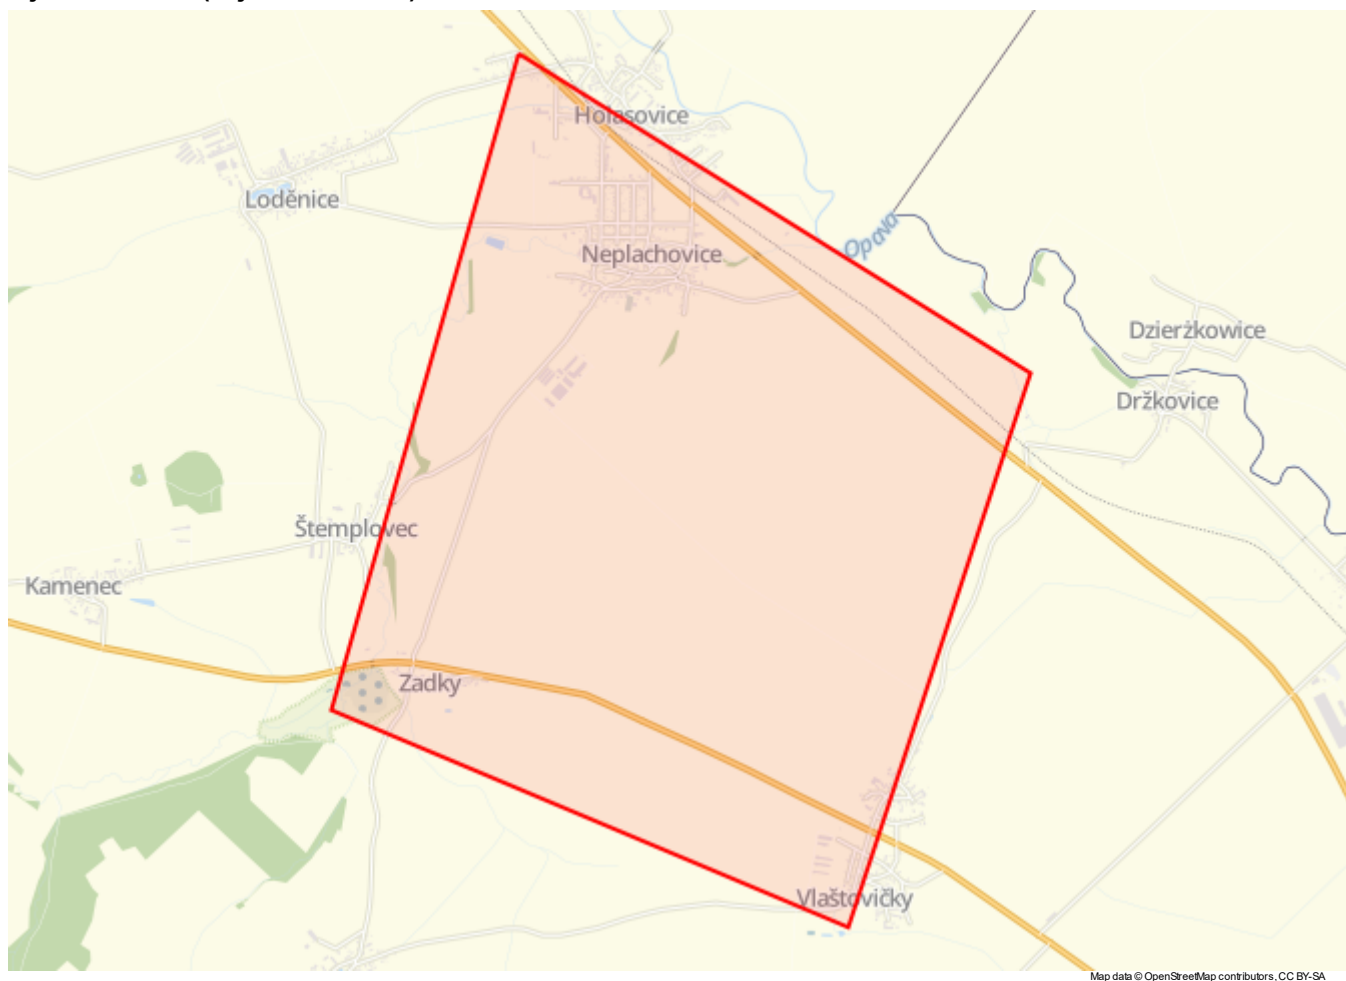 Holasovice
Loděnice
Opava
Neplachovice
Dzierżkowice
Držkovice
Štemplovec
Kamenec
Zadky
Vlaštovičky
Map data © OpenStreetMap contributors, CC BY-SA